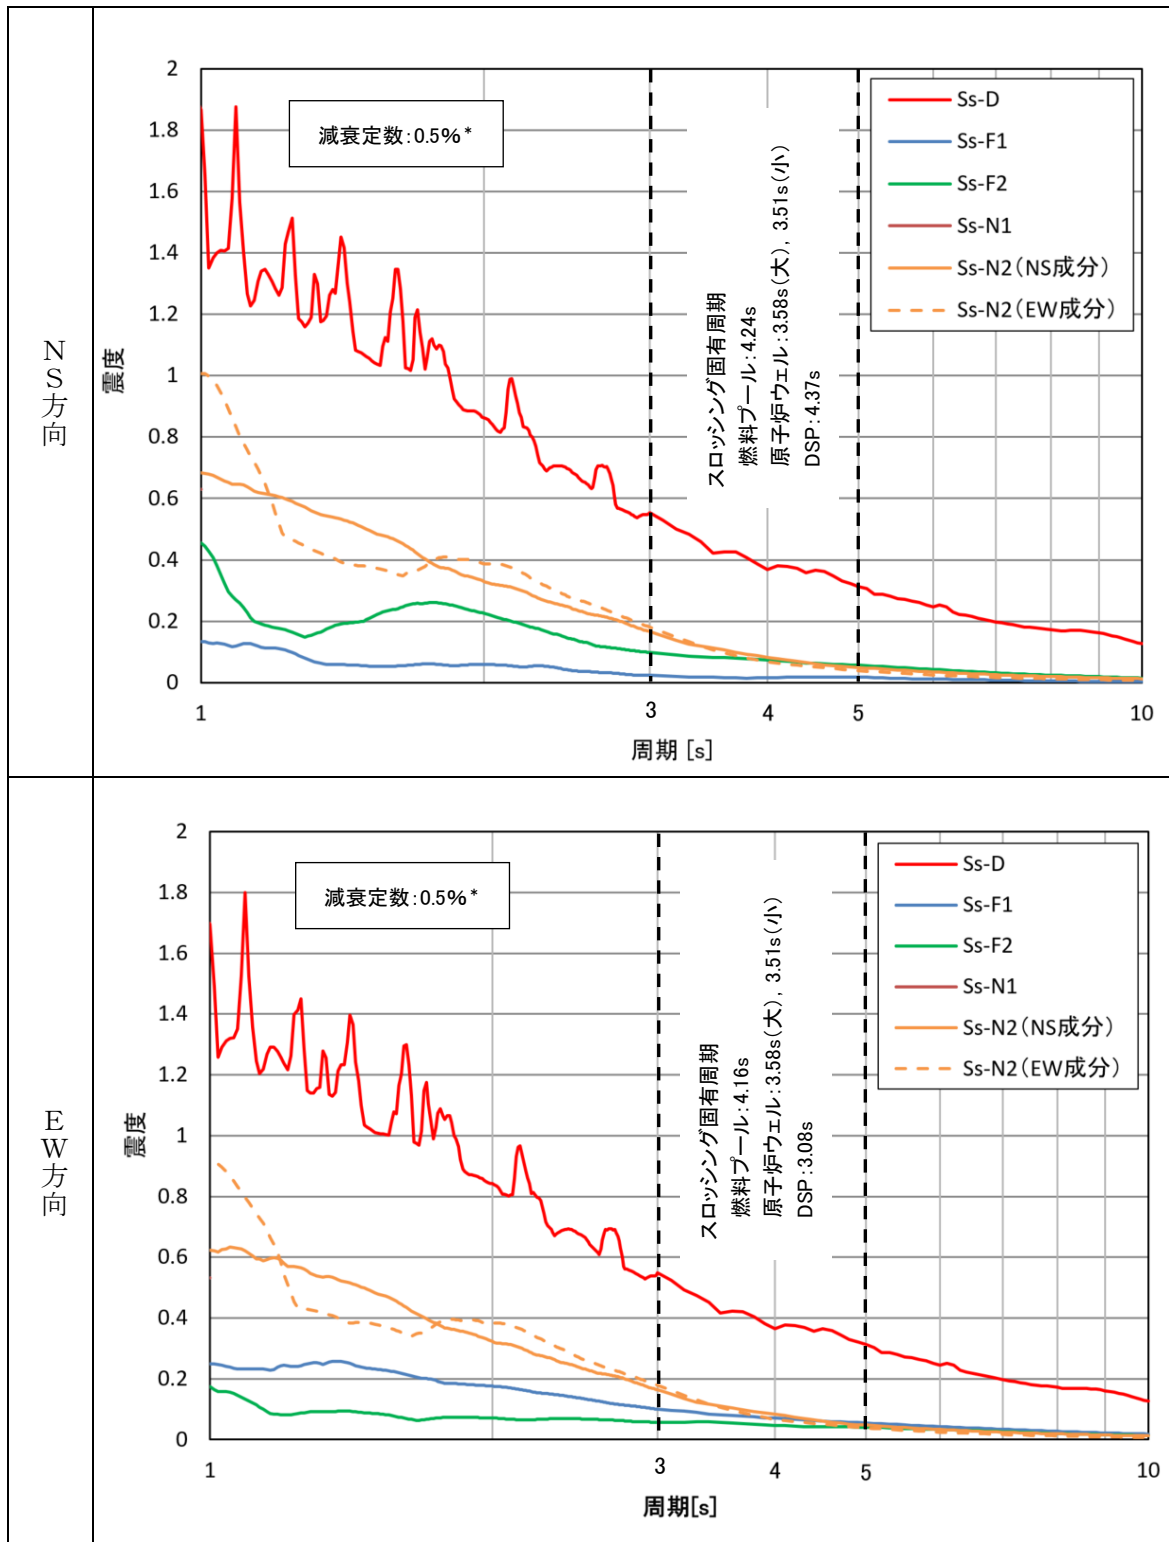 NS方向
2
1.8
1.6
1.4
1.2
1
0.8
0.6
0.4
0.2
0
震度
減衰定数:0.5%*
スロッシング固有周期
燃料プール:4.24s
原子炉ウェル:3.58s(大), 3.51s(小)
DSP:4.37s
Ss-D
Ss-F1
Ss-F2
Ss-N1
Ss-N2(NS成分)
Ss-N2(EW成分)
1
3
4
5
10
周期 [s]
EW方向
2
1.8
1.6
1.4
1.2
1
0.8
0.6
0.4
0.2
0
震度
減衰定数:0.5%*
スロッシング固有周期
燃料プール:4.16s
原子炉ウェル:3.58s(大), 3.51s(小)
DSP:3.08s
Ss-D
Ss-F1
Ss-F2
Ss-N1
Ss-N2(NS成分)
Ss-N2(EW成分)
1
3
4
5
10
周期[s]